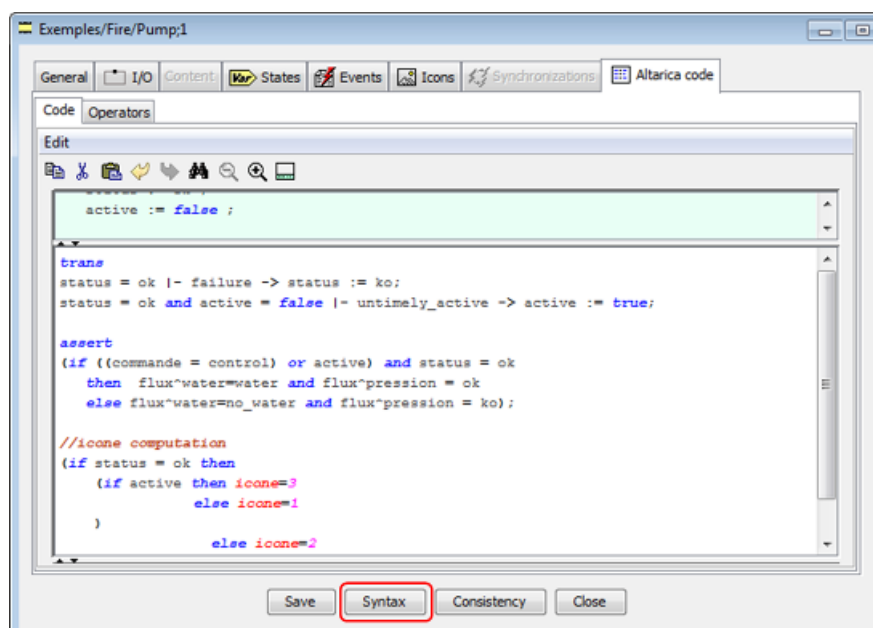 Exemples/Fire/Pump;1
General I/O Content Var States Events Icons Synchronizations Altarica code
Code Operators
Edit
active := false ;
trans
status = ok |- failure -> status := ko;
status = ok and active = false |- untimely_active -> active := true;
assert
(if ((commande = control) or active) and status = ok
then flux^water=water and flux^pression = ok
else flux^water=no_water and flux^pression = ko);
//icone computation
(if status = ok then
(if active then icone=3
else icone=1
)
else icone=2
Save Syntax Consistency Close